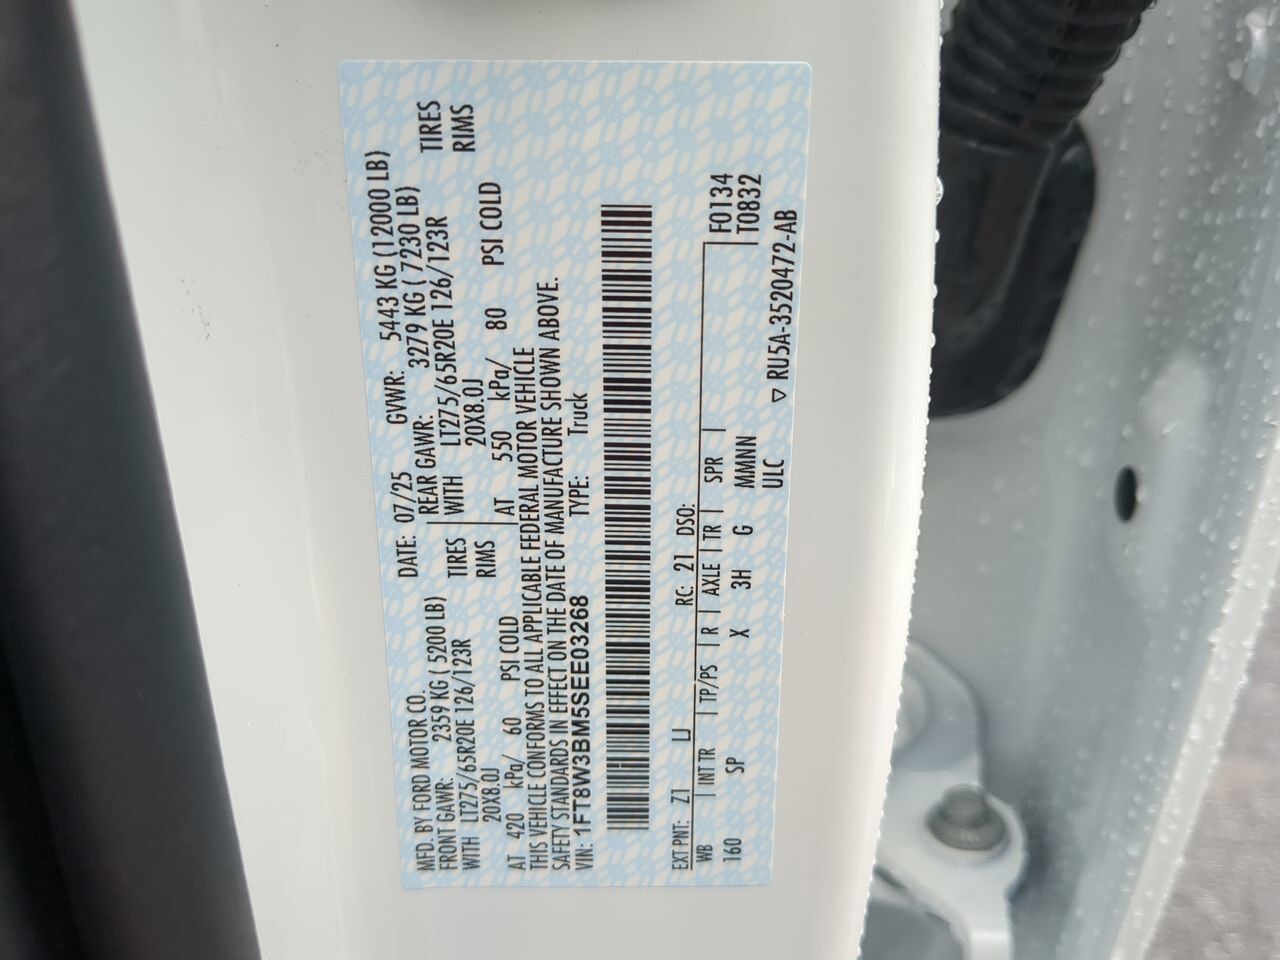 MFD. BY FORD MOTOR CO. DATE: 07/25 GVWR: 5443 KG (12000 LB)
FRONT GAWR: 2359 KG ( 5200 LB) REAR GAWR: 3279 KG ( 7230 LB)
WITH LT275/65R20E 126/123R TIRES WITH LT275/65R20E 126/123R TIRES
20X8.0J RIMS 20X8.0J RIMS
AT 420 kPa/ 60 PSI COLD AT 550 kPa/ 80 PSI COLD
THIS VEHICLE CONFORMS TO ALL APPLICABLE FEDERAL MOTOR VEHICLE
SAFETY STANDARDS IN EFFECT ON THE DATE OF MANUFACTURE SHOWN ABOVE.
VIN: 1FT8W3BM5SEE03268 TYPE: Truck
EXT PNT: Z1 LJ RC: 21 DSO:
WB INT TR TP/PS R AXLE TR SPR F0134
160 SP X 3H G MMNN T0832
ULC ▽ RU5A-3520472-AB